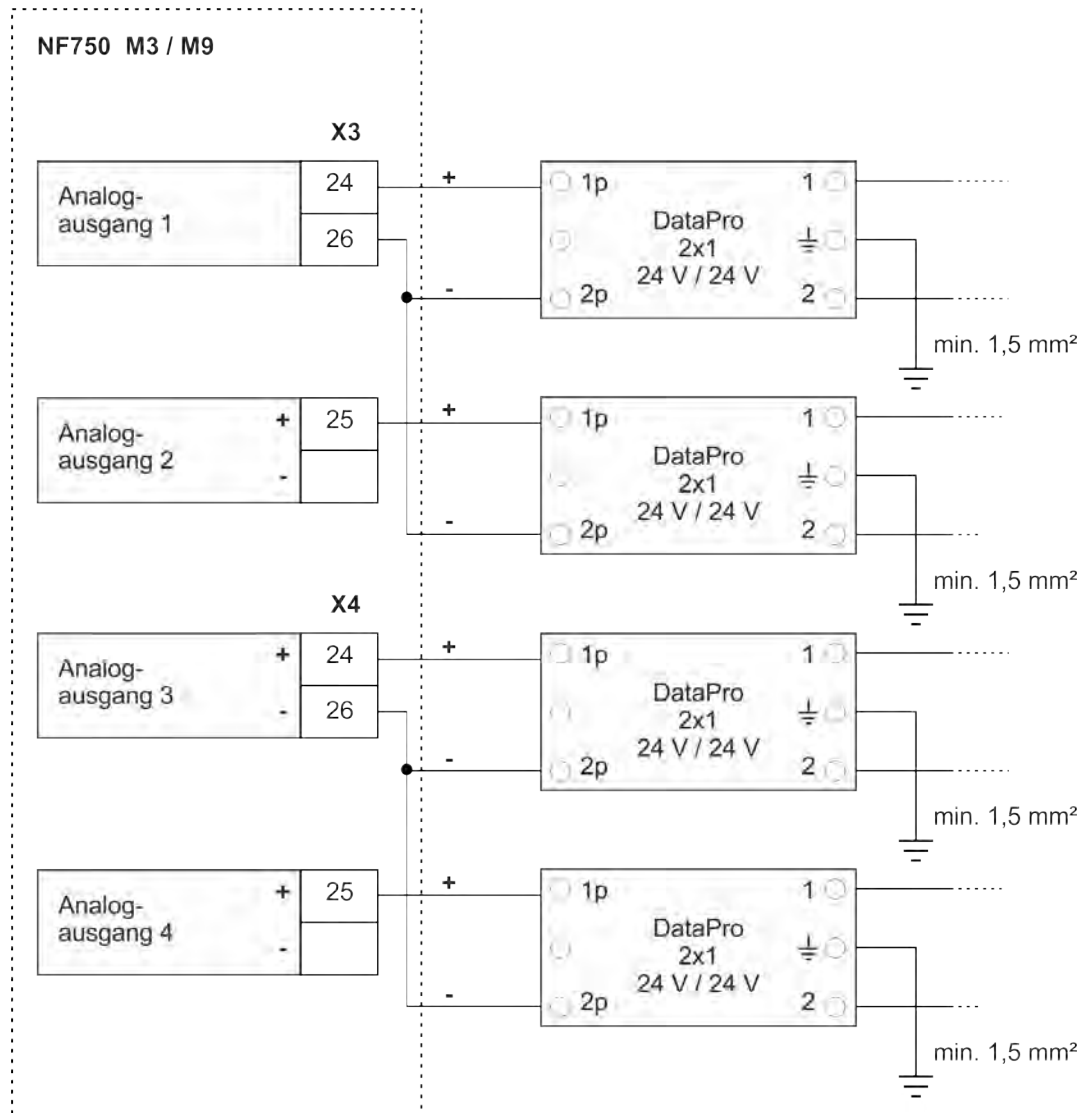 NF750 M3 / M9
X3
Analog-
ausgang 1
24
26
+
-
1p
2p
DataPro
2x1
24 V / 24 V
1
2
min. 1,5 mm²
Analog-
ausgang 2
+
-
25
+
-
1p
2p
DataPro
2x1
24 V / 24 V
1
2
min. 1,5 mm²
X4
Analog-
ausgang 3
+
-
24
26
+
-
1p
2p
DataPro
2x1
24 V / 24 V
1
2
min. 1,5 mm²
Analog-
ausgang 4
+
-
25
+
-
1p
2p
DataPro
2x1
24 V / 24 V
1
2
min. 1,5 mm²